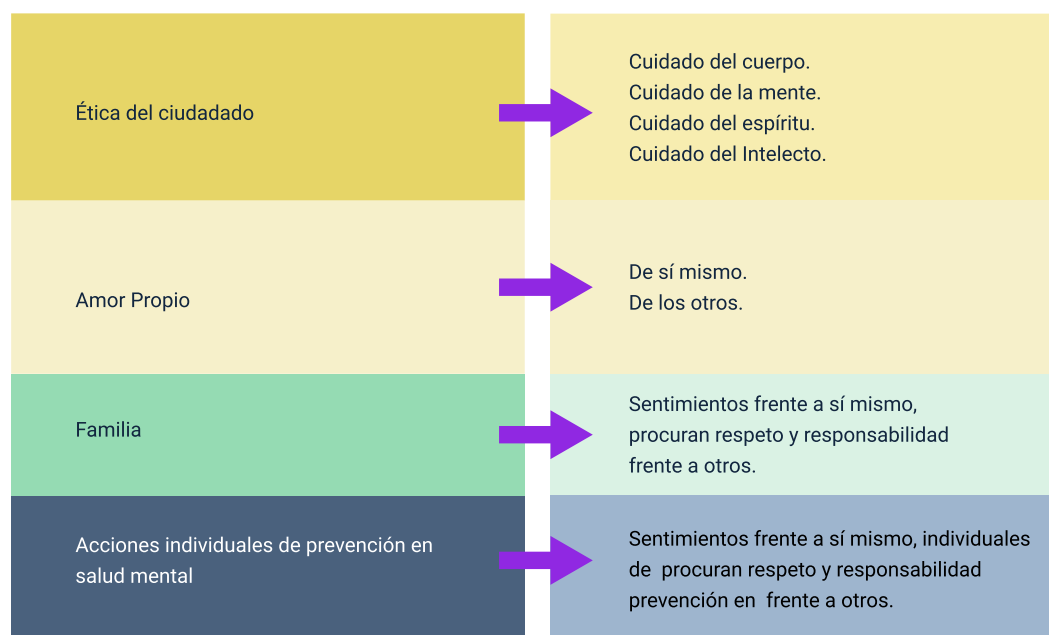 Ética del ciudadado
Cuidado del cuerpo.
Cuidado de la mente.
Cuidado del espíritu.
Cuidado del Intelecto.
Amor Propio
De sí mismo.
De los otros.
Familia
Sentimientos frente a sí mismo,
procuran respeto y responsabilidad
frente a otros.
Acciones individuales de prevención en
salud mental
Sentimientos frente a sí mismo, individuales
de  procuran respeto y responsabilidad
prevención en  frente a otros.